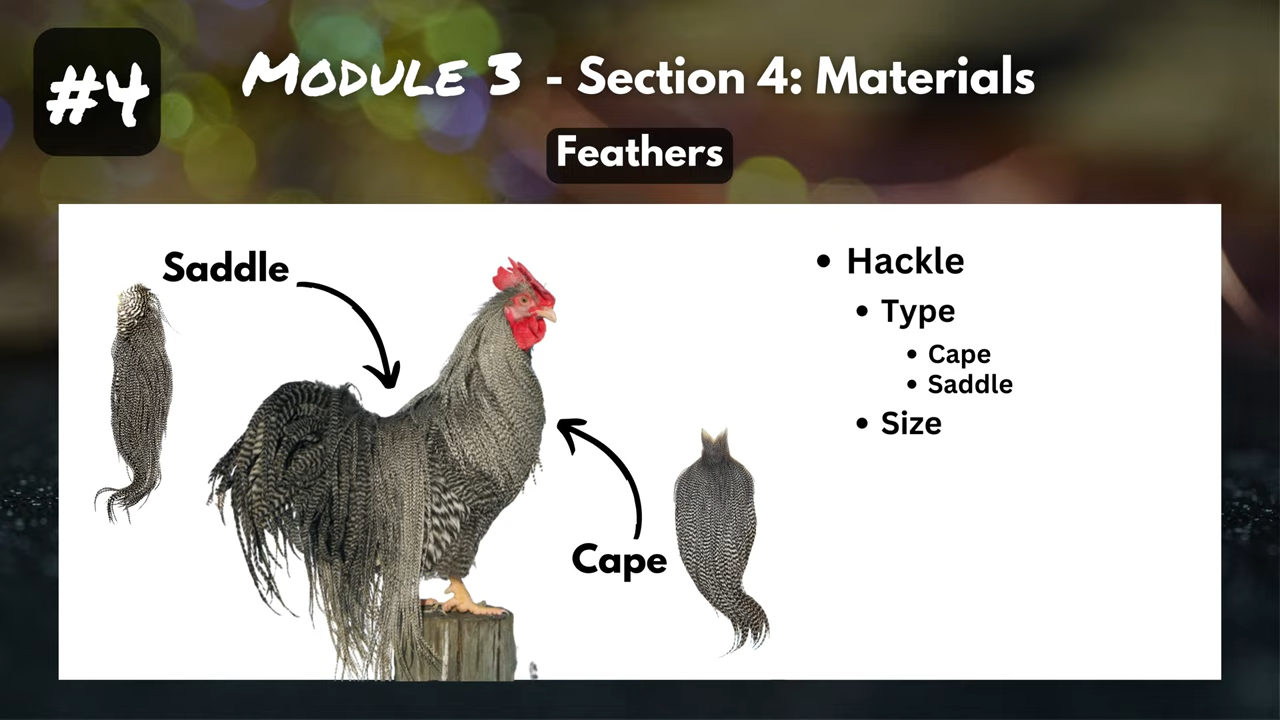 #4
Module 3 - Section 4: Materials
Feathers
Saddle
Cape
• Hackle
• Type
• Cape
• Saddle
• Size